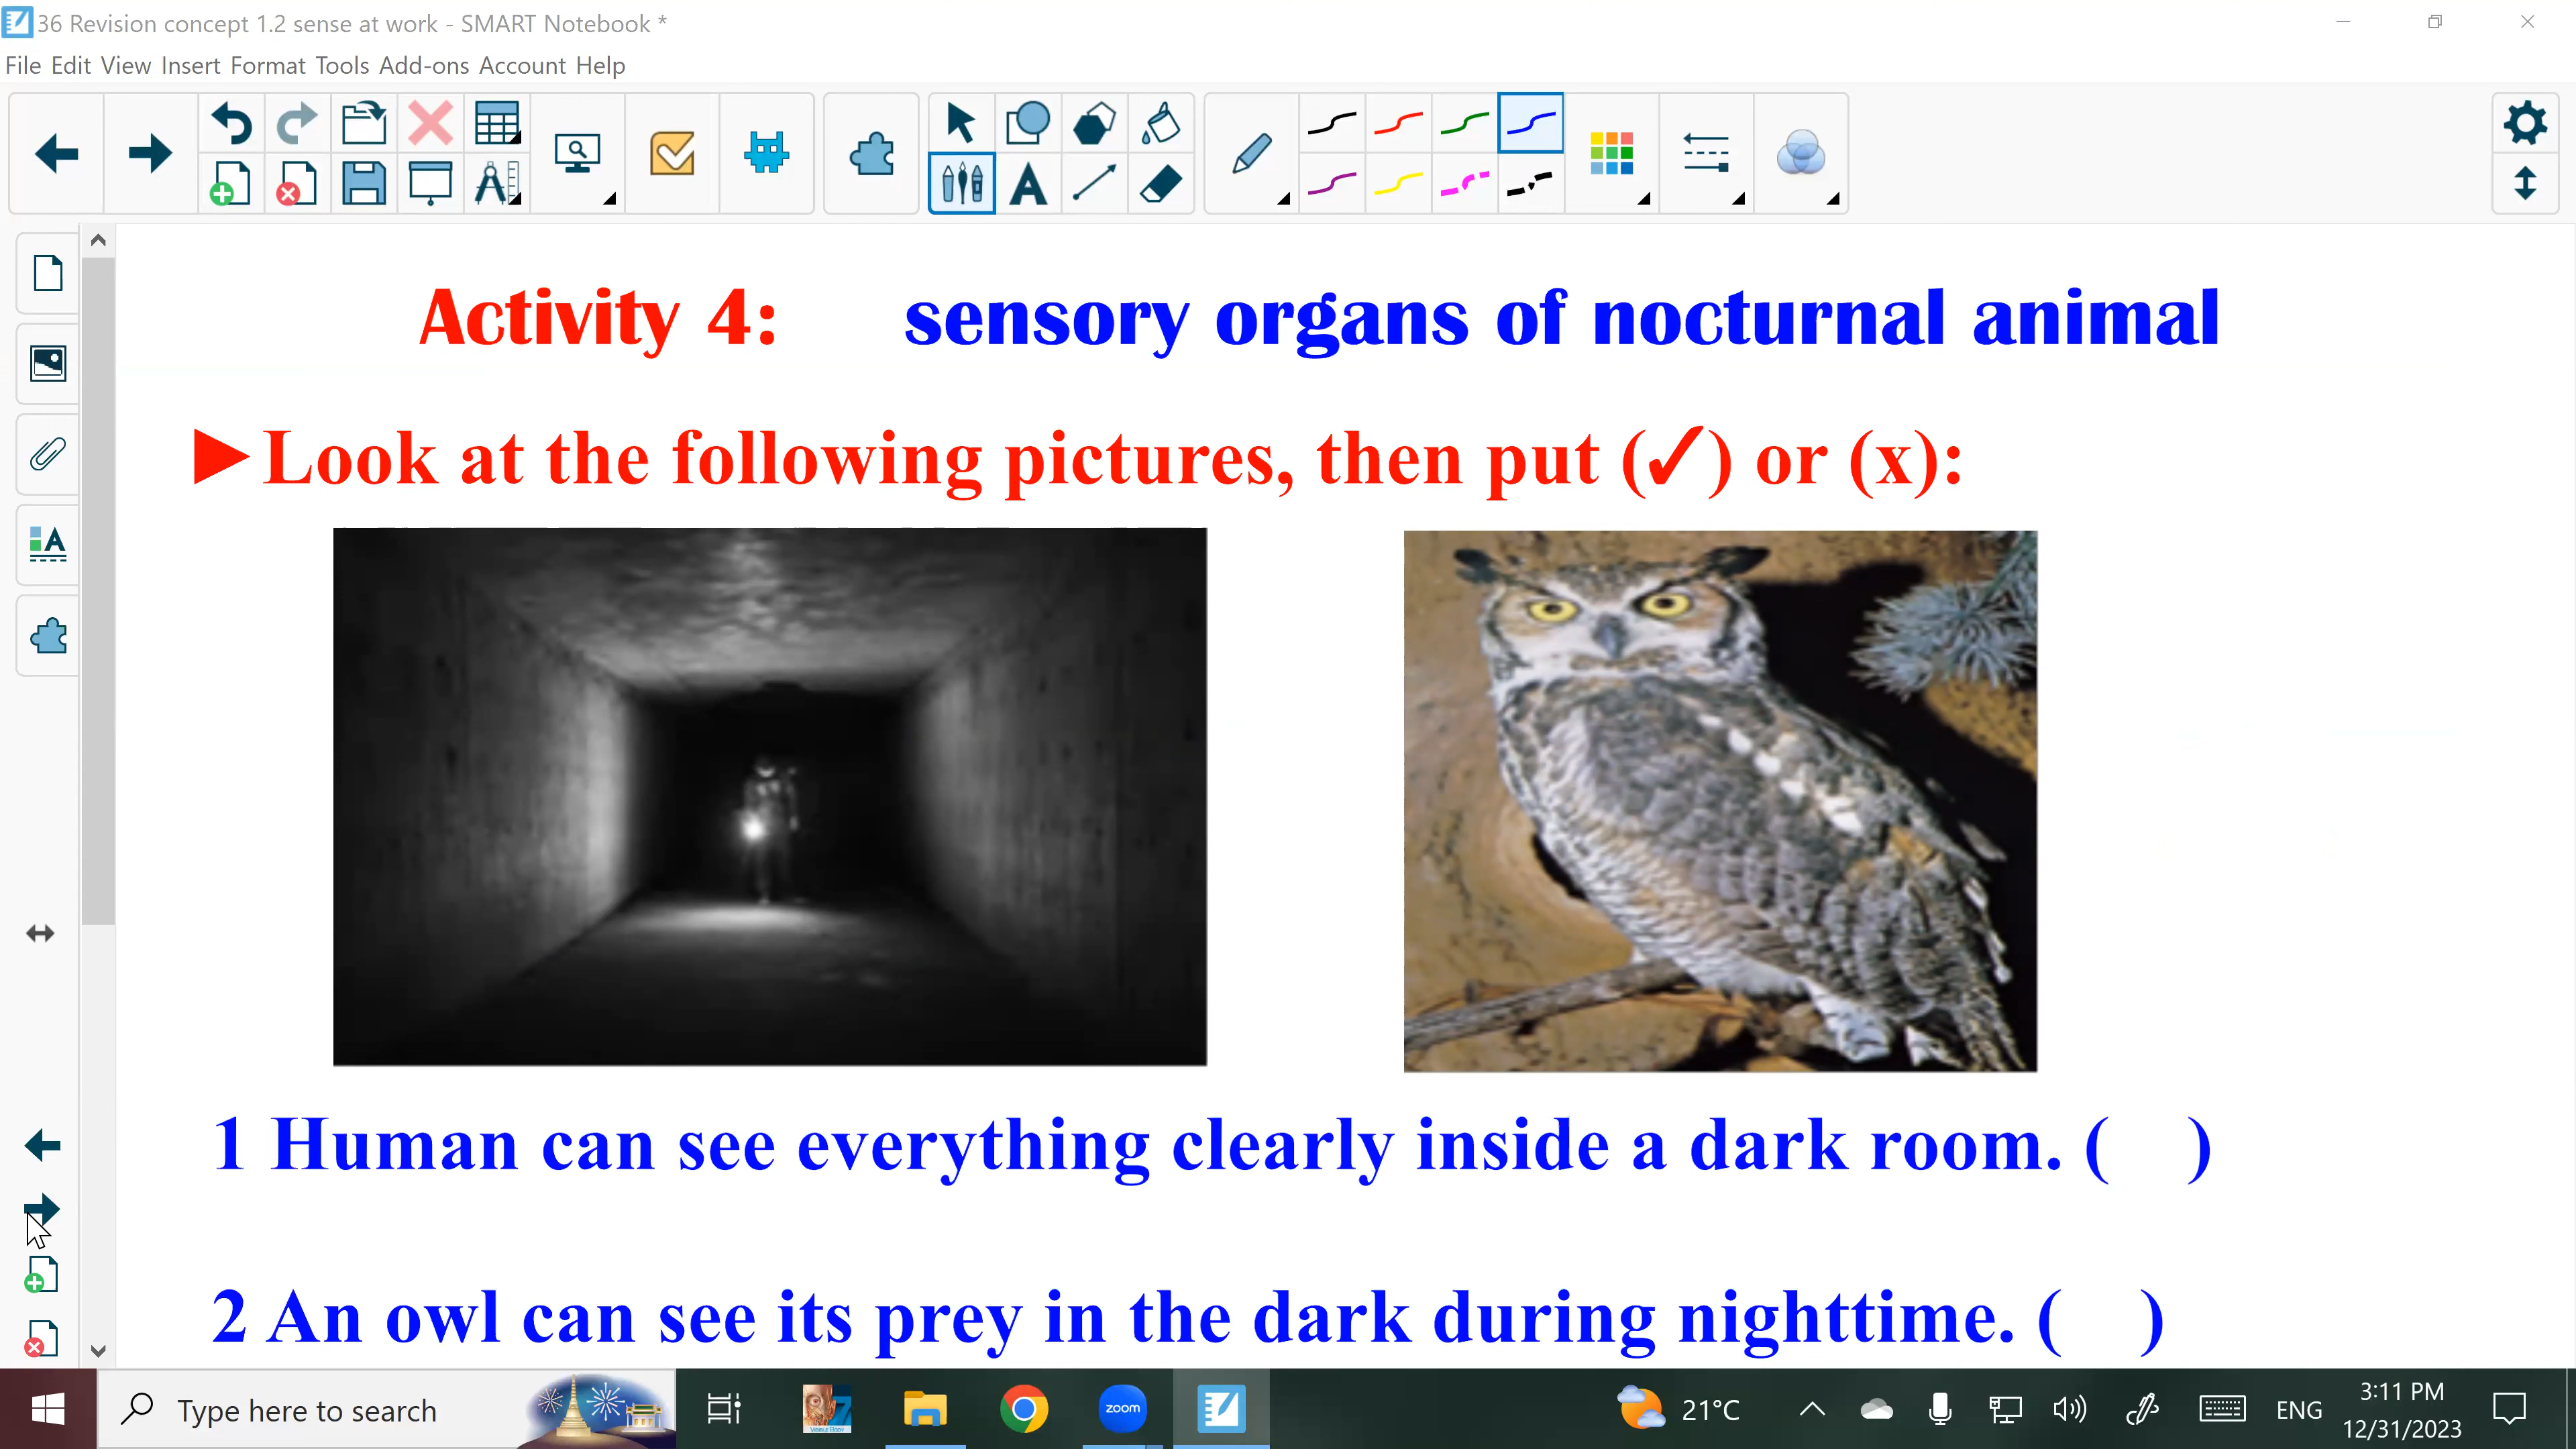 36 Revision concept 1.2 sense at work - SMART Notebook *
File Edit View Insert Format Tools Add-ons Account Help
Activity 4: sensory organs of nocturnal animal
►Look at the following pictures, then put (✓) or (x):
1 Human can see everything clearly inside a dark room. ( )
2 An owl can see its prey in the dark during nighttime. ( )
Type here to search
zoom
21°C
ENG
3:11 PM
12/31/2023